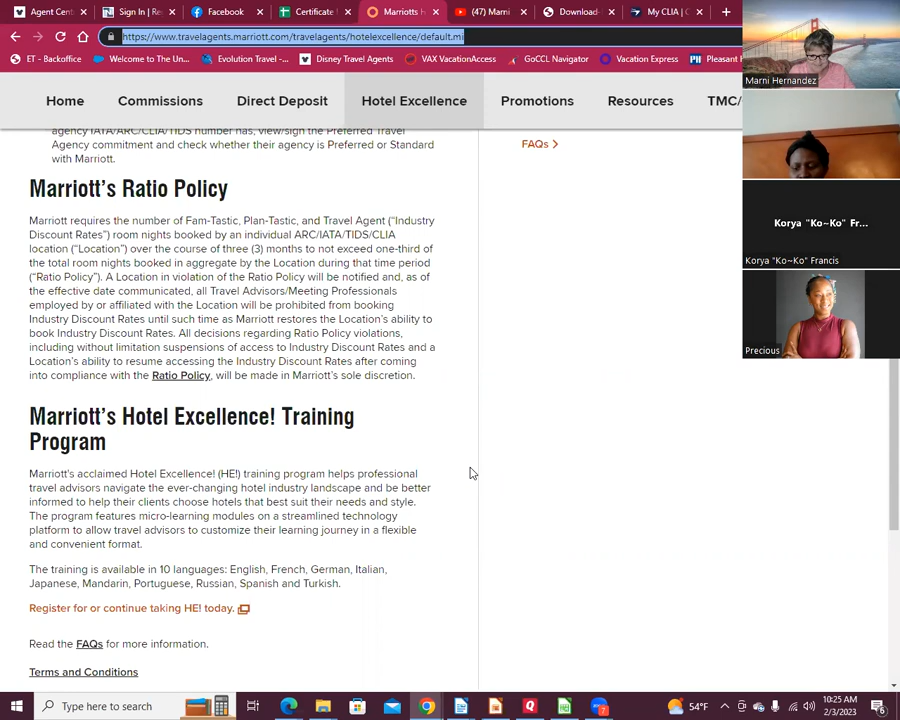 Agent Centr
Sign In | Re
Facebook
Certificate
Marriotts H
(47) Marni
Download-
My CLIA |
https://www.travelagents.marriott.com/travelagents/hotelexcellence/default.mi
ET - Backoffice
Welcome to the Al...
Evolution Travel -...
Disney Travel Agents
VAX VacationAccess
GoCCL Navigator
Vacation Express
Pleasant
Home
Commissions
Direct Deposit
Hotel Excellence
Promotions
Resources
TMC/
agency IATA/ARC/CLIA/TIDS number has, view/sign the Preferred Travel
Agency commitment and check whether their agency is Preferred or Standard
with Marriott.
FAQs
Marriott's Ratio Policy
Marriott requires the number of Fam-Tastic, Plan-Tastic, and Travel Agent ("Industry
Discount Rates") room nights booked by an individual ARC/IATA/TIDS/CLIA
location ("Location") over the course of three (3) months to not exceed one-third of
the total room nights booked in aggregate by the Location during that time period
("Ratio Policy"). A Location in violation of the Ratio Policy will be notified and, as of
the effective date communicated, all Travel Advisors/Meeting Professionals
employed by or affiliated with the Location will be prohibited from booking
Industry Discount Rates until such time as Marriott restores the Location's ability to
book Industry Discount Rates. All decisions regarding Ratio Policy violations,
including without limitation suspensions of access to Industry Discount Rates and a
Location's ability to resume accessing the Industry Discount Rates after coming
into compliance with the Ratio Policy, will be made in Marriott's sole discretion.
Marriott's Hotel Excellence! Training
Program
Marriott's acclaimed Hotel Excellence! (HE!) training program helps professional
travel advisors navigate the ever-changing hotel industry landscape and be better
informed to help their clients choose hotels that best suit their needs and style.
The program features micro-learning modules on a streamlined technology
platform to allow travel advisors to customize their learning journey in a flexible
and convenient format.
The training is available in 10 languages: English, French, German, Italian,
Japanese, Mandarin, Portuguese, Russian, Spanish and Turkish.
Register for or continue taking HE! today.
Read the FAQs for more information.
Terms and Conditions
Marni Hernandez
Korya "Ko~Ko" Fr...
Korya "Ko~Ko" Francis
Precious
Type here to search
54°F
10:25 AM
2/3/2023
6